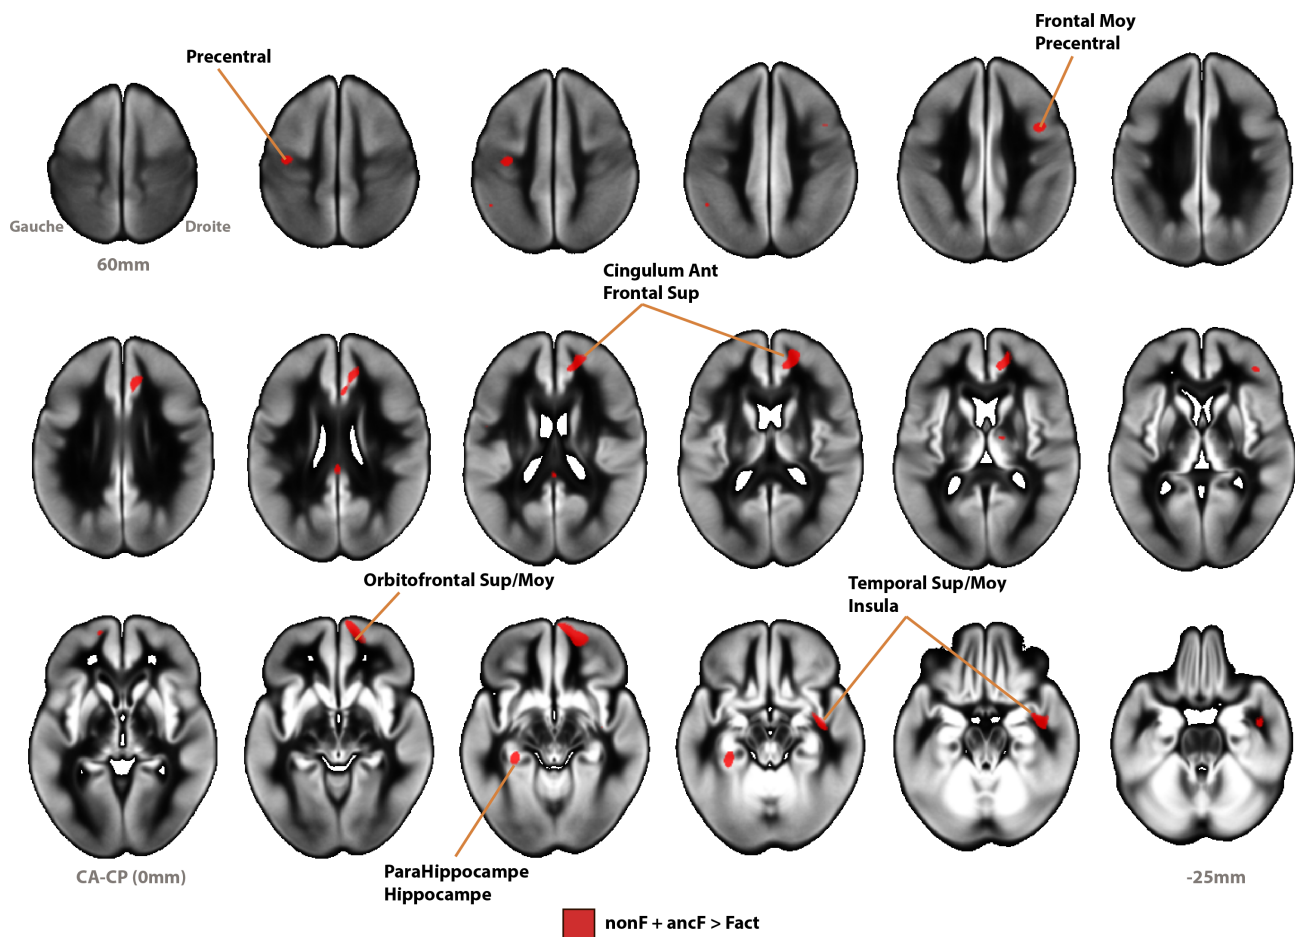 Frontal Moy
Precentral
Precentral
Gauche
Droite
60mm
Cingulum Ant
Frontal Sup
Orbitofrontal Sup/Moy
Temporal Sup/Moy
Insula
CA-CP (0mm)
ParaHippocampe
Hippocampe
-25mm
nonF + ancF > Fact